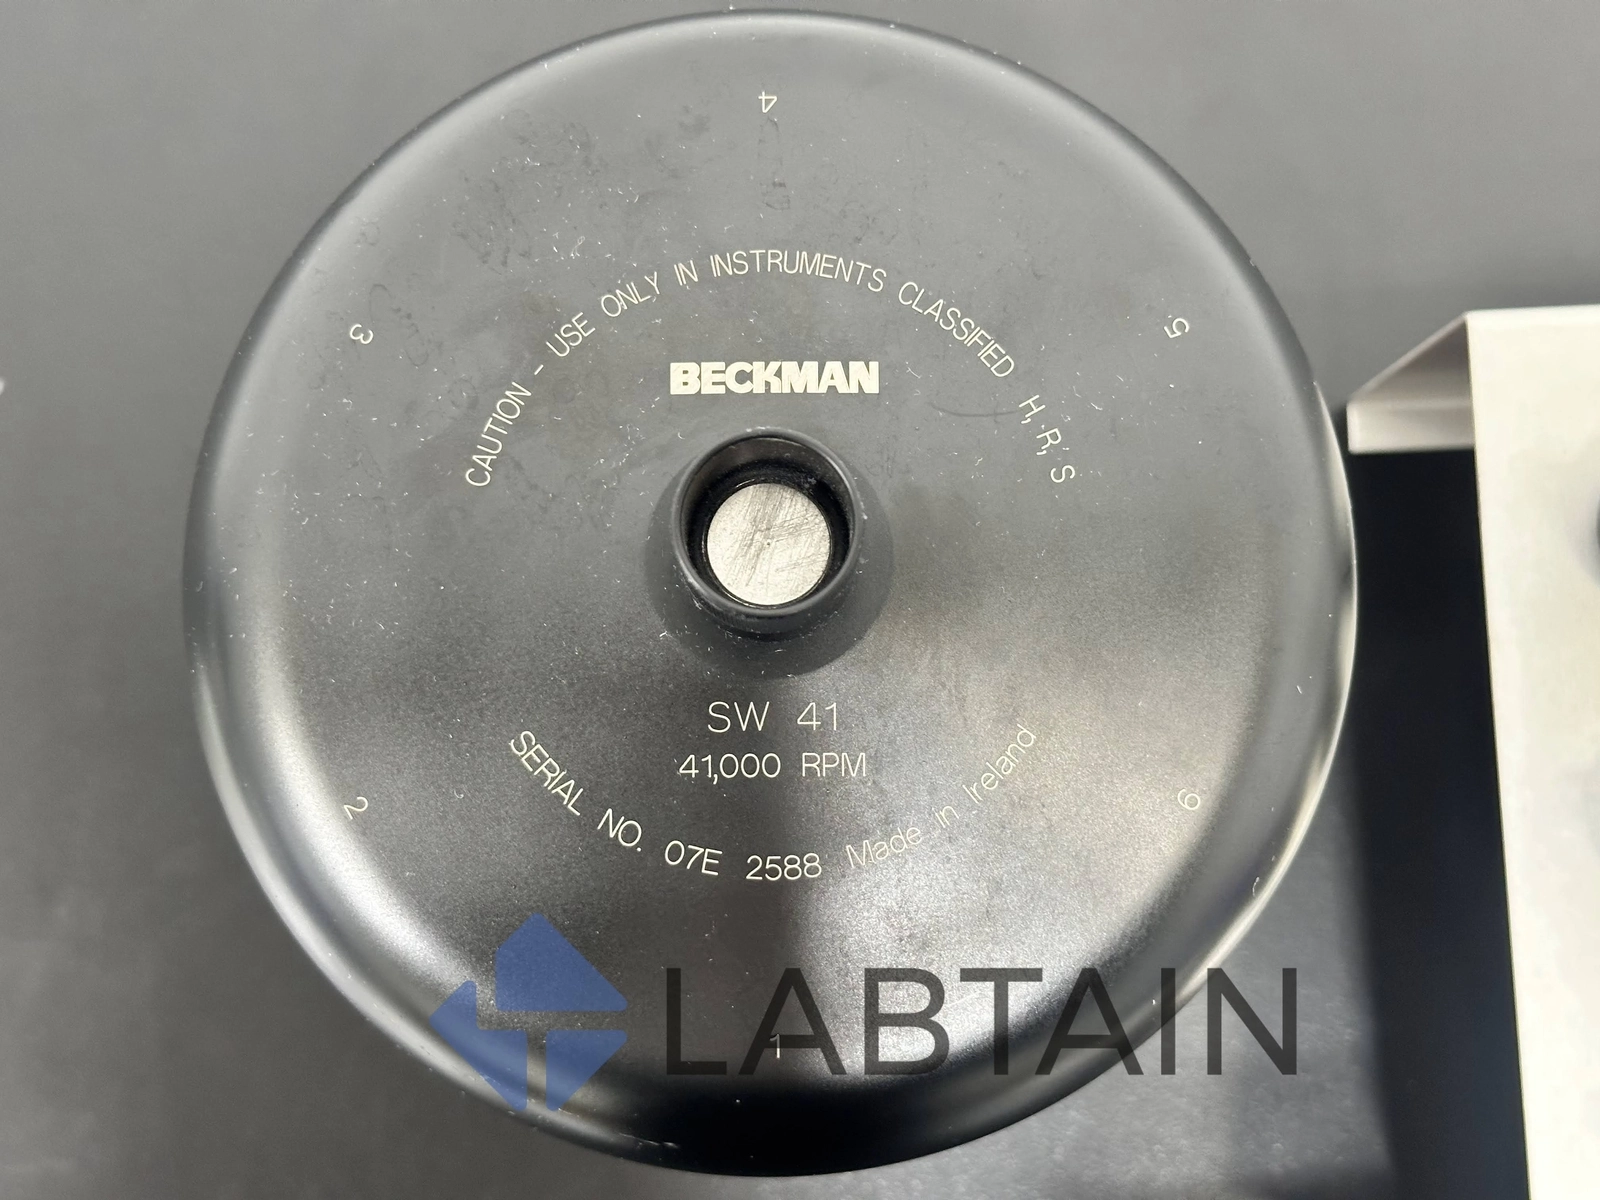 4
3
5
CAUTION - USE ONLY IN INSTRUMENTS CLASSIFIED H, R, S
BECKMAN
SW 41
41,000 RPM
SERIAL NO. 07E 2588 Made in Ireland
2
6
1
LABTAIN